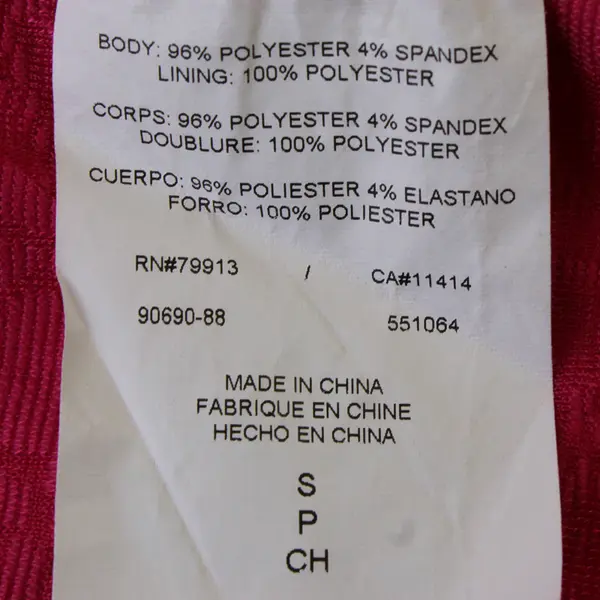 BODY: 96% POLYESTER 4% SPANDEX
LINING: 100% POLYESTER
CORPS: 96% POLYESTER 4% SPANDEX
DOUBLURE: 100% POLYESTER
CUERPO: 96% POLIESTER 4% ELASTANO
FORRO: 100% POLIESTER
RN#79913 / CA#11414
90690-88 551064
MADE IN CHINA
FABRIQUE EN CHINE
HECHO EN CHINA
S
P
CH